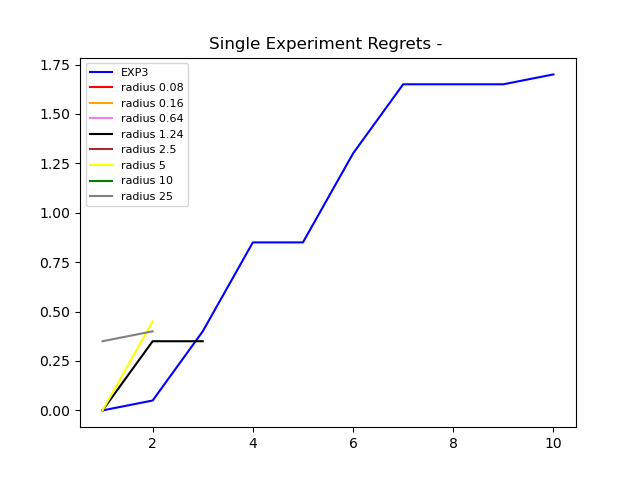 Single Experiment Regrets -
1.75
1.50
1.25
1.00
0.75
0.50
0.25
0.00
EXP3
radius 0.08
radius 0.16
radius 0.64
radius 1.24
radius 2.5
radius 5
radius 10
radius 25
2 4 6 8 10